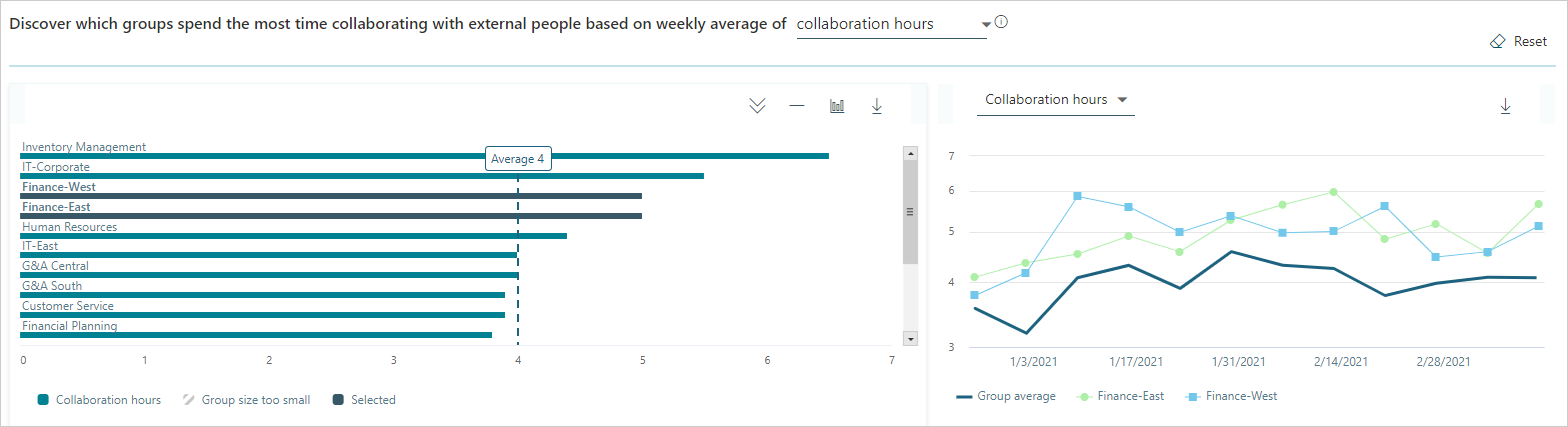 Discover which groups spend the most time collaborating with external people based on weekly average of collaboration hours
Reset
Inventory Management
Average 4
IT-Corporate
Finance-West
Finance-East
Human Resources
IT-East
G&A Central
G&A South
Customer Service
Financial Planning
0 1 2 3 4 5 6 7
Collaboration hours Group size too small Selected
Collaboration hours
7
6
5
4
3
1/3/2021 1/17/2021 1/31/2021 2/14/2021 2/28/2021
Group average Finance-East Finance-West